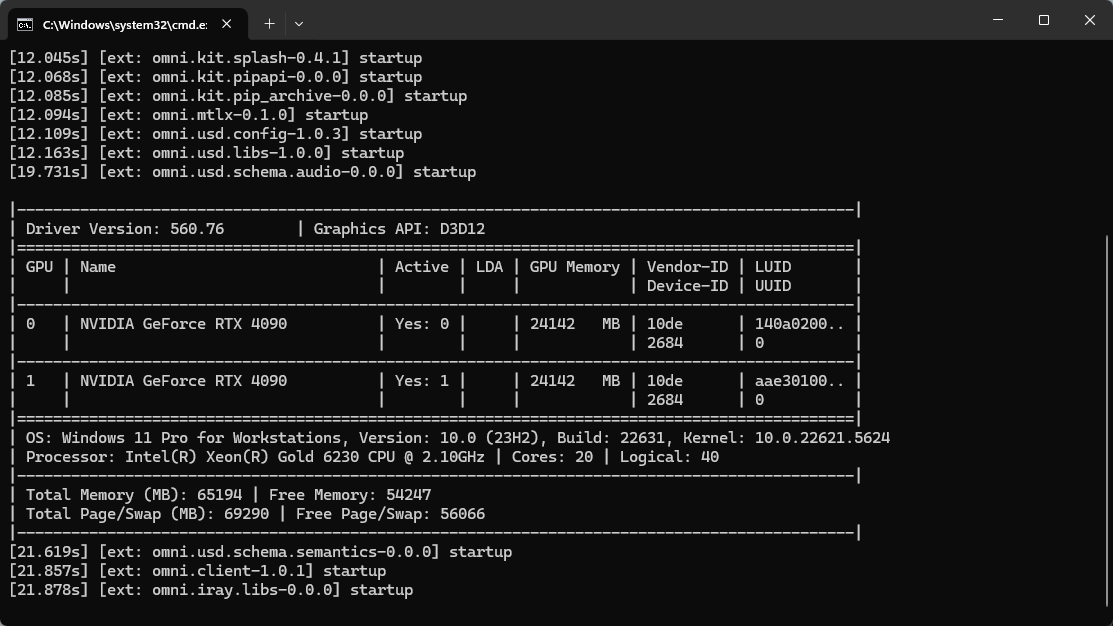 C:\Windows\system32\cmd.e
[12.045s] [ext: omni.kit.splash-0.4.1] startup
[12.068s] [ext: omni.kit.pipapi-0.0.0] startup
[12.085s] [ext: omni.kit.pip_archive-0.0.0] startup
[12.094s] [ext: omni.mtlx-0.1.0] startup
[12.109s] [ext: omni.usd.config-1.0.3] startup
[12.163s] [ext: omni.usd.libs-1.0.0] startup
[19.731s] [ext: omni.usd.schema.audio-0.0.0] startup
|---------------------------------------------------------------------------------------------|
| Driver Version: 560.76        | Graphics API: D3D12
|=============================================================================================|
| GPU | Name                             | Active | LDA | GPU Memory | Vendor-ID | LUID       |
|     |                                  |        |     |            | Device-ID | UUID       |
|---------------------------------------------------------------------------------------------|
| 0   | NVIDIA GeForce RTX 4090          | Yes: 0 |     | 24142   MB | 10de      | 140a0200.. |
|     |                                  |        |     |            | 2684      | 0          |
|---------------------------------------------------------------------------------------------|
| 1   | NVIDIA GeForce RTX 4090          | Yes: 1 |     | 24142   MB | 10de      | aae30100.. |
|     |                                  |        |     |            | 2684      | 0          |
|=============================================================================================|
| OS: Windows 11 Pro for Workstations, Version: 10.0 (23H2), Build: 22631, Kernel: 10.0.22621.5624
| Processor: Intel(R) Xeon(R) Gold 6230 CPU @ 2.10GHz | Cores: 20 | Logical: 40
|---------------------------------------------------------------------------------------------|
| Total Memory (MB): 65194 | Free Memory: 54247
| Total Page/Swap (MB): 69290 | Free Page/Swap: 56066
|---------------------------------------------------------------------------------------------|
[21.619s] [ext: omni.usd.schema.semantics-0.0.0] startup
[21.857s] [ext: omni.client-1.0.1] startup
[21.878s] [ext: omni.iray.libs-0.0.0] startup